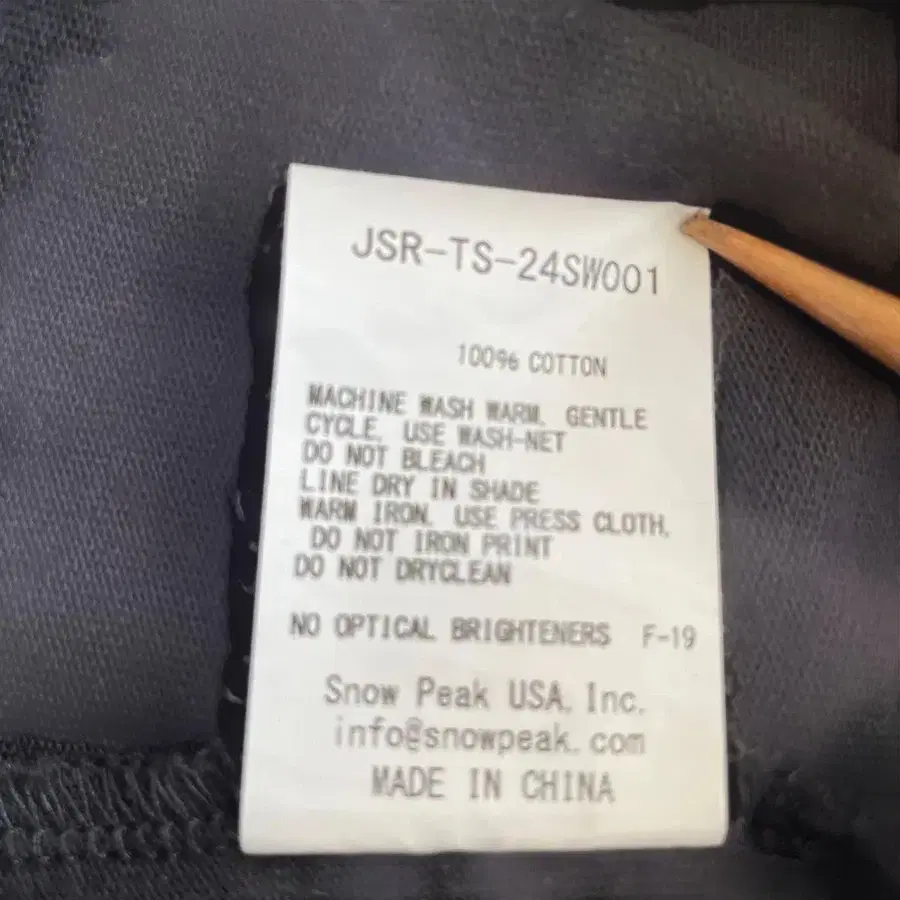 JSR-TS-24SW001
100% COTTON
MACHINE WASH WARM. GENTLE
CYCLE. USE WASH-NET
DO NOT BLEACH
LINE DRY IN SHADE
WARM IRON. USE PRESS CLOTH.
DO NOT IRON PRINT
DO NOT DRYCLEAN
NO OPTICAL BRIGHTENERS F-19
Snow Peak USA, Inc.
info@snowpeak.com
MADE IN CHINA